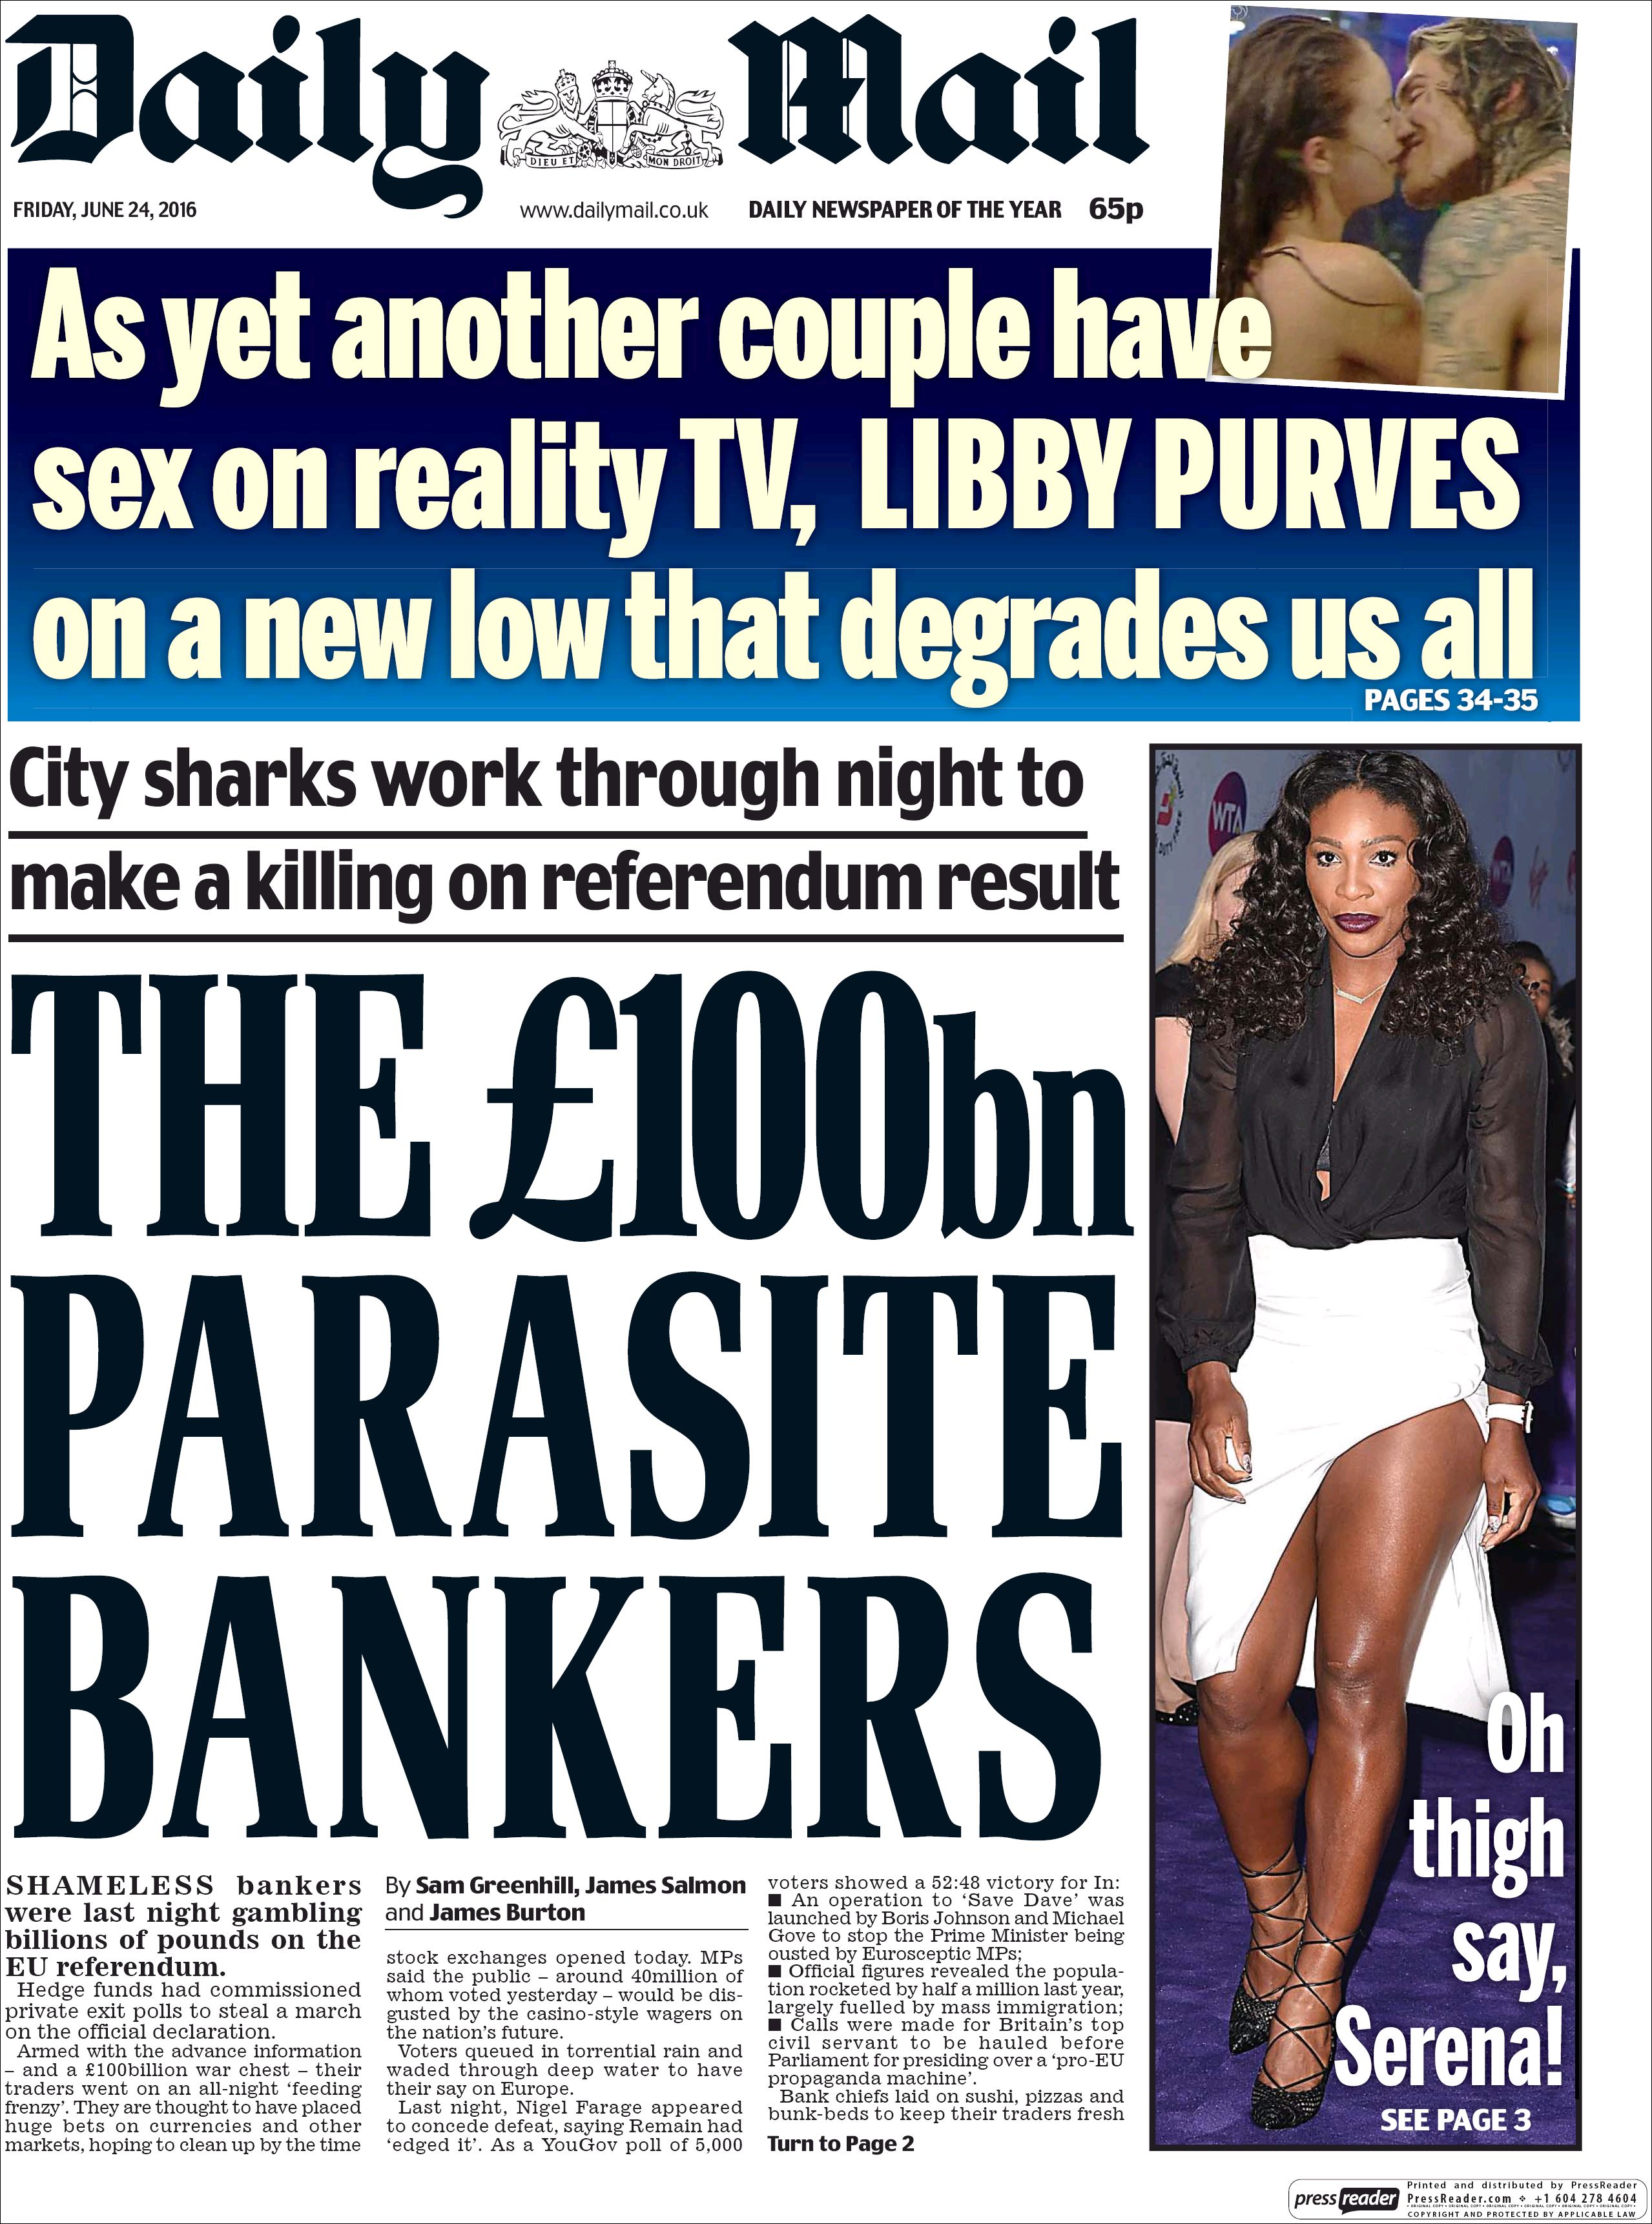 Daily Mail
DIEU ET MON DROIT
FRIDAY, JUNE 24, 2016
www.dailymail.co.uk
DAILY NEWSPAPER OF THE YEAR
65p
As yet another couple have
sex on reality TV, LIBBY PURVES
on a new low that degrades us all
PAGES 34-35
City sharks work through night to
make a killing on referendum result
THE £100bn
PARASITE
BANKERS
SHAMELESS bankers
were last night gambling
billions of pounds on the
EU referendum.
Hedge funds had commissioned
private exit polls to steal a march
on the official declaration.
Armed with the advance information
– and a £100billion war chest – their
traders went on an all-night ‘feeding
frenzy’. They are thought to have placed
huge bets on currencies and other
markets, hoping to clean up by the time
By Sam Greenhill, James Salmon
and James Burton
stock exchanges opened today. MPs
said the public – around 40million of
whom voted yesterday – would be dis-
gusted by the casino-style wagers on
the nation’s future.
Voters queued in torrential rain and
waded through deep water to have
their say on Europe.
Last night, Nigel Farage appeared
to concede defeat, saying Remain had
‘edged it’. As a YouGov poll of 5,000
voters showed a 52:48 victory for In:
■ An operation to ‘Save Dave’ was
launched by Boris Johnson and Michael
Gove to stop the Prime Minister being
ousted by Eurosceptic MPs;
■ Official figures revealed the popula-
tion rocketed by half a million last year,
largely fuelled by mass immigration;
■ Calls were made for Britain’s top
civil servant to be hauled before
Parliament for presiding over a ‘pro-EU
propaganda machine’.
Bank chiefs laid on sushi, pizzas and
bunk-beds to keep their traders fresh
Turn to Page 2
WTA
Oh
thigh
say,
Serena!
SEE PAGE 3
pressreader
Printed and distributed by PressReader
PressReader.com ✤ +1 604 278 4604
COPYRIGHT AND PROTECTED BY APPLICABLE LAW